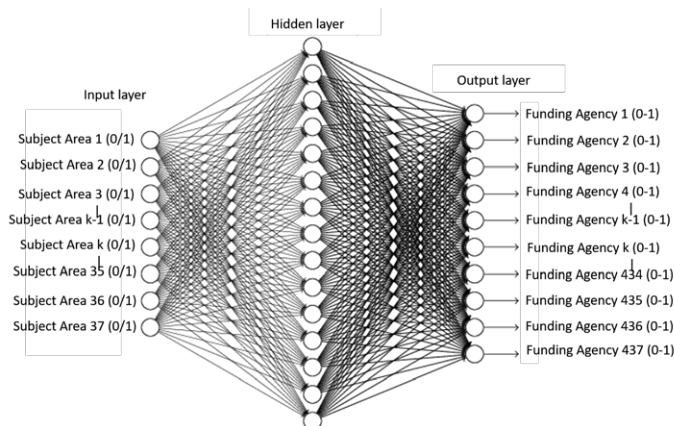 Hidden layer
Input layer
Output layer
Subject Area 1 (0/1)
Subject Area 2 (0/1)
Subject Area 3 (0/1)
Subject Area k-1 (0/1)
Subject Area k (0/1)
Subject Area 35 (0/1)
Subject Area 36 (0/1)
Subject Area 37 (0/1)
Funding Agency 1 (0-1)
Funding Agency 2 (0-1)
Funding Agency 3 (0-1)
Funding Agency 4 (0-1)
Funding Agency k-1 (0-1)
Funding Agency k (0-1)
Funding Agency 434 (0-1)
Funding Agency 435 (0-1)
Funding Agency 436 (0-1)
Funding Agency 437 (0-1)